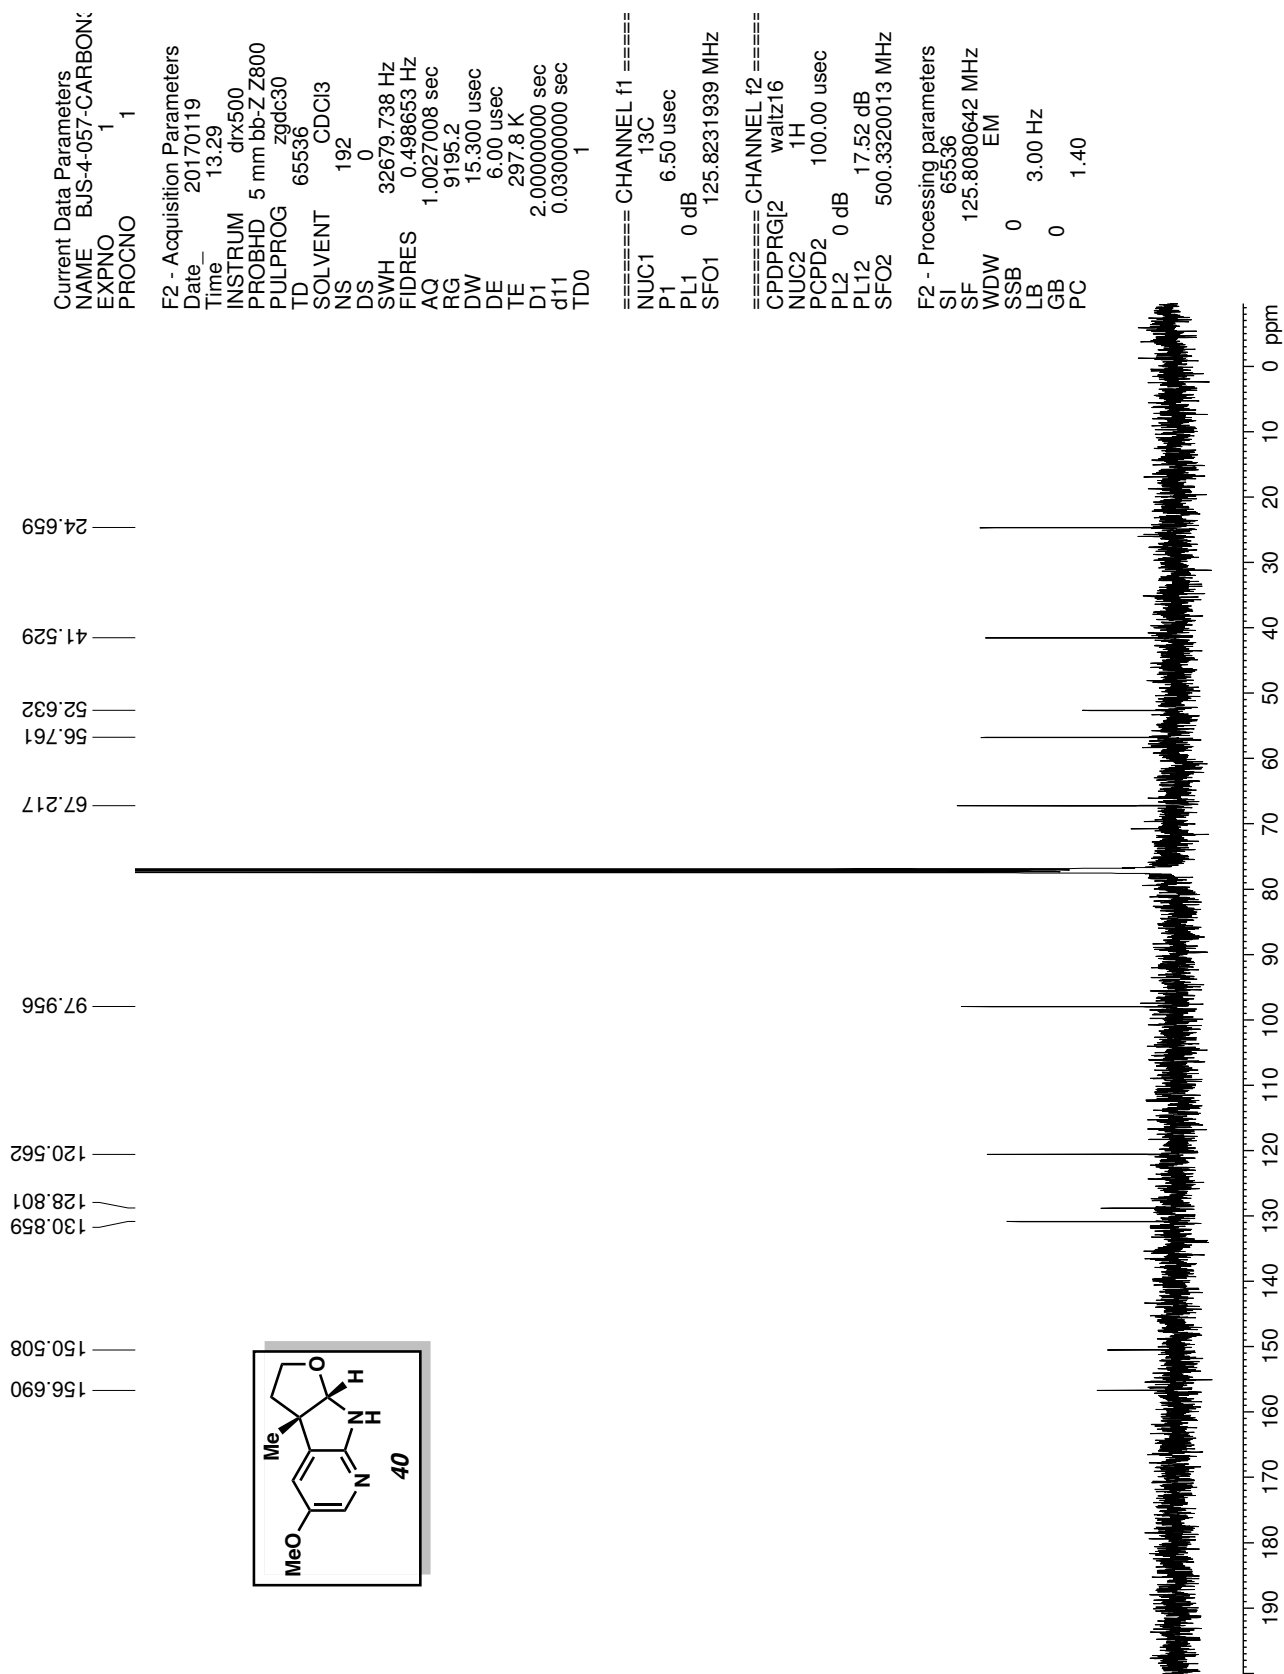 Current Data Parameters
NAME BJS-4-057-CARBON
EXPNO 1
PROCNO 1
F2 - Acquisition Parameters
Date_ 20170119
Time 13.29
INSTRUM drx500
PROBHD 5 mm bb-Z Z800
PULPROG zgdc30
TD 65536
SOLVENT CDCl3
NS 192
DS 0
SWH 32679.738 Hz
FIDRES 0.498653 Hz
AQ 1.0027008 sec
RG 9195.2
DW 15.300 usec
DE 6.00 usec
TE 297.8 K
D1 2.00000000 sec
d11 0.03000000 sec
TD0 1
======== CHANNEL f1 =====
NUC1 13C
P1 6.50 usec
PL1 0 dB
SFO1 125.8231939 MHz
======== CHANNEL f2 =====
CPDPRG[2 waltz16
NUC2 1H
PCPD2 100.00 usec
PL2 0 dB
PL12 17.52 dB
SFO2 500.3320013 MHz
F2 - Processing parameters
SI 65536
SF 125.8080642 MHz
WDW EM
SSB 0
LB 3.00 Hz
GB 0
PC 1.40
156.690
150.508
130.859
128.801
120.562
97.956
67.217
56.761
52.632
41.529
24.659
Me
O
MeO
H
N
N
H
40
190 180 170 160 150 140 130 120 110 100 90 80 70 60 50 40 30 20 10 0 ppm